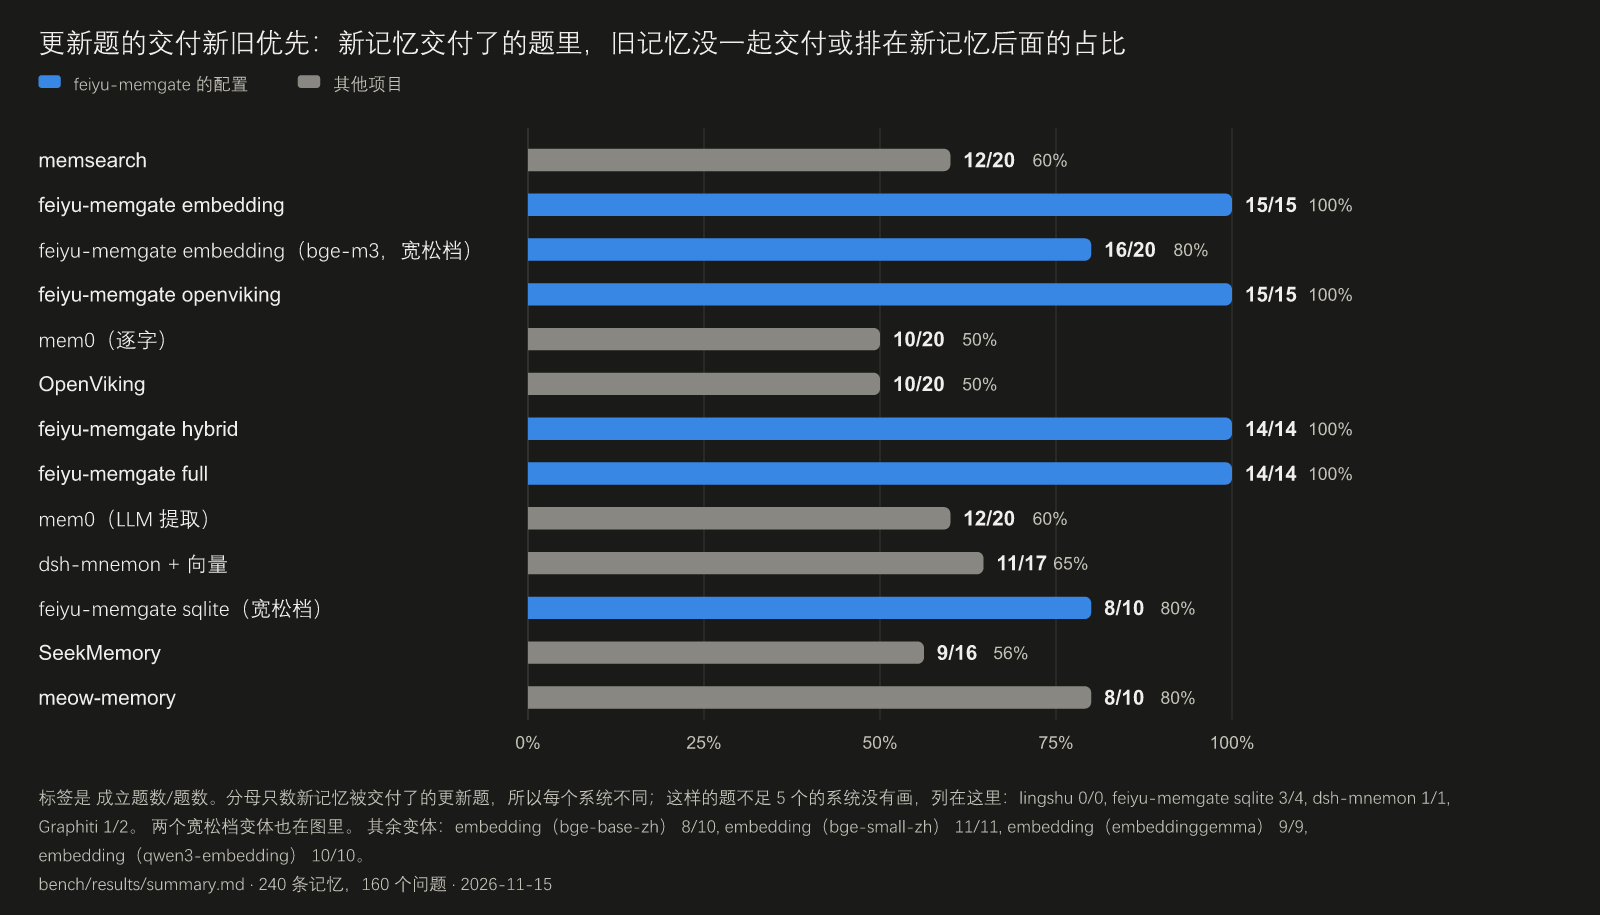 更新题的交付新旧优先：新记忆交付了的题里，旧记忆没一起交付或排在新记忆后面的占比
feiyu-memgate 的配置 其他项目
memsearch 12/20 60%
feiyu-memgate embedding 15/15 100%
feiyu-memgate embedding（bge-m3，宽松档） 16/20 80%
feiyu-memgate openviking 15/15 100%
mem0（逐字） 10/20 50%
OpenViking 10/20 50%
feiyu-memgate hybrid 14/14 100%
feiyu-memgate full 14/14 100%
mem0（LLM 提取） 12/20 60%
dsh-mnemon + 向量 11/17 65%
feiyu-memgate sqlite（宽松档） 8/10 80%
SeekMemory 9/16 56%
meow-memory 8/10 80%
0% 25% 50% 75% 100%
标签是 成立题数/题数。分母只数新记忆被交付了的更新题，所以每个系统不同；这样的题不足 5 个的系统没有画，列在这里：lingshu 0/0, feiyu-memgate sqlite 3/4, dsh-mnemon 1/1,
Graphiti 1/2。 两个宽松档变体也在图里。 其余变体：embedding（bge-base-zh） 8/10, embedding（bge-small-zh） 11/11, embedding（embeddinggemma） 9/9,
embedding（qwen3-embedding） 10/10。
bench/results/summary.md · 240 条记忆，160 个问题 · 2026-11-15